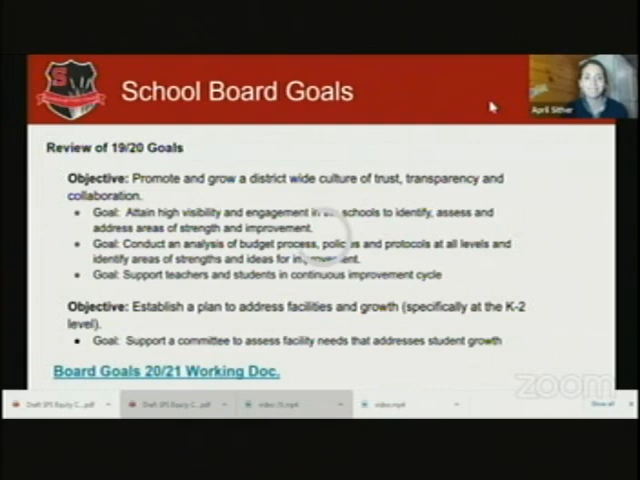 School Board Goals
April Sither
Review of 19/20 Goals
Objective: Promote and grow a district wide culture of trust, transparency and
collaboration.
Goal: Attain high visibility and engagement in schools to identify, assess and
address areas of strength and improvement.
Goal: Conduct an analysis of budget process, policies and protocols at all levels and
identify areas of strengths and ideas for improvement.
Goal: Support teachers and students in continuous improvement cycle
Objective: Establish a plan to address facilities and growth (specifically at the K-2
level).
Goal: Support a committee to assess facility needs that addresses student growth
Board Goals 20/21 Working Doc.
zoom
Draft SPS Equity C....pdf
Draft SPS Equity C....pdf
video.mp4
Show all